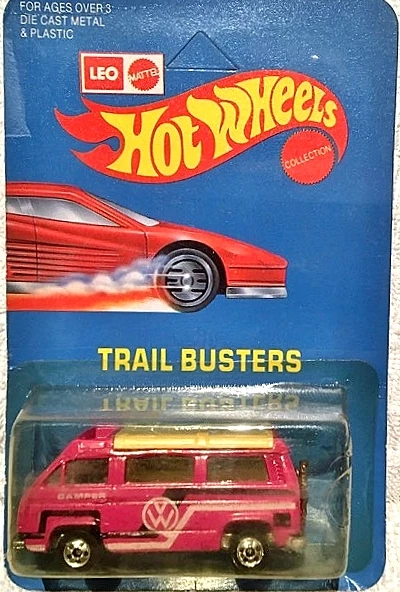 FOR AGES OVER 3
DIE CAST METAL
& PLASTIC
LEO MATTEL
HOT WHEELS
COLLECTION
TRAIL BUSTERS
TRAIL BUSTERS
CAMPER
VW